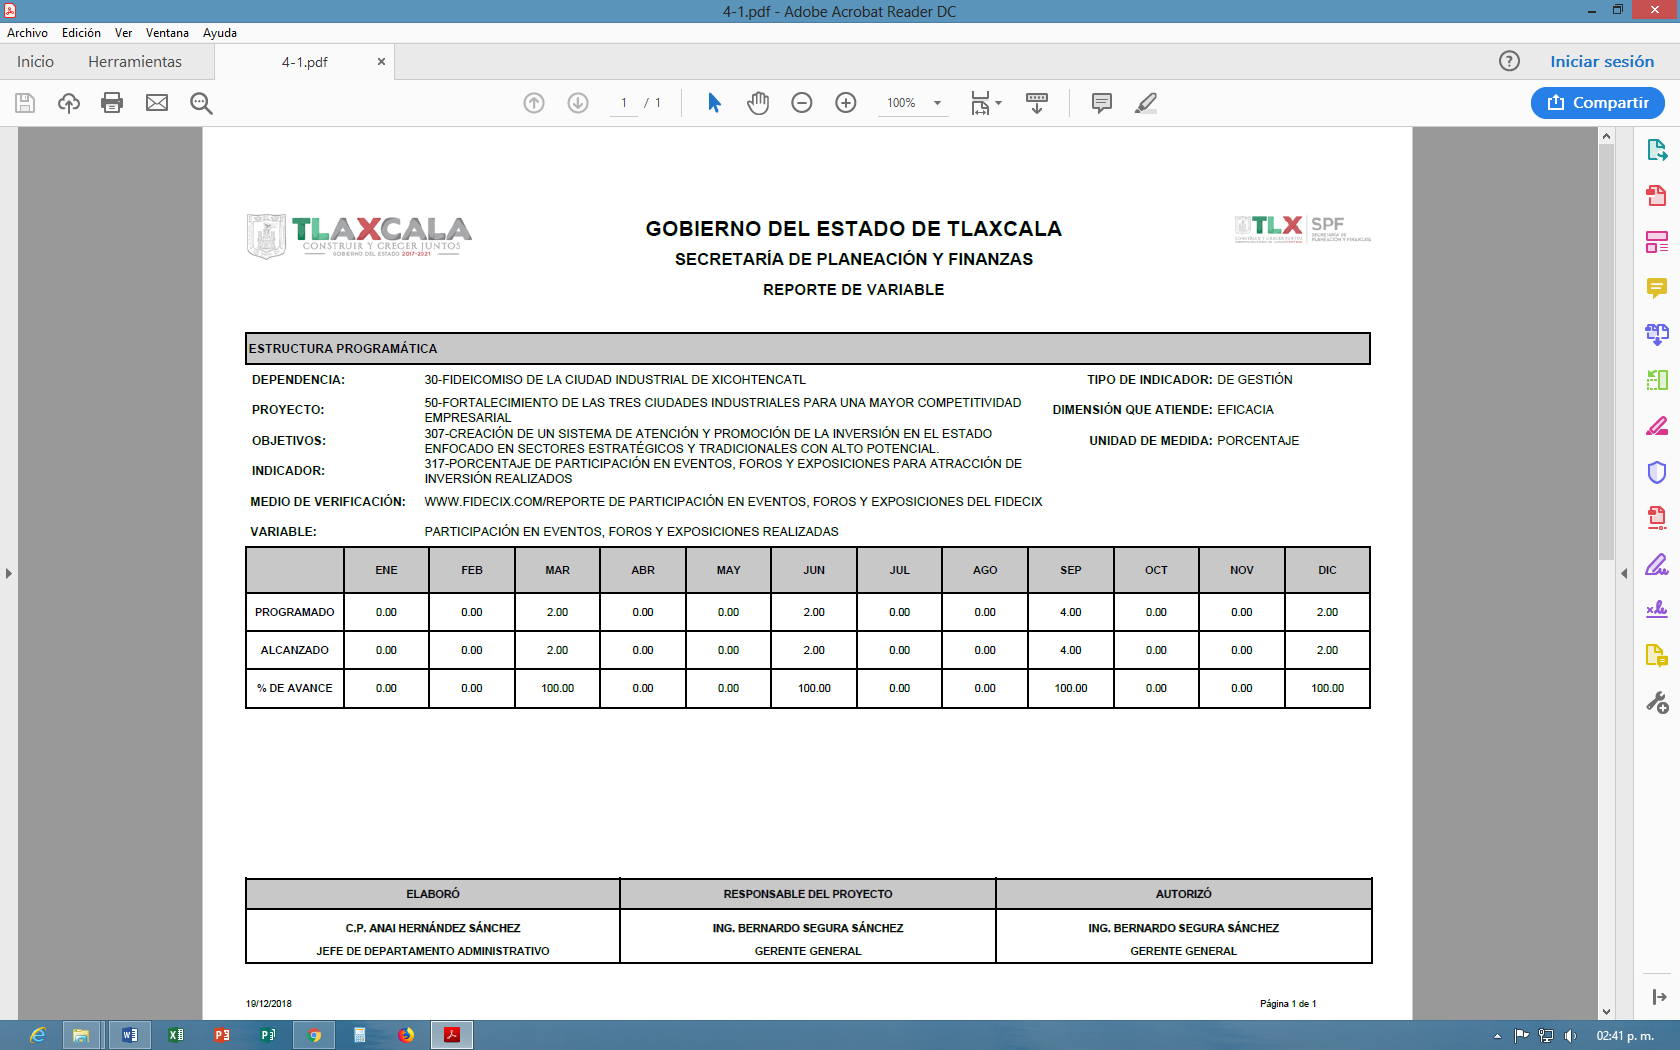 4-1.pdf - Adobe Acrobat Reader DC
Archivo Edición Ver Ventana Ayuda
Inicio Herramientas 4-1.pdf Iniciar sesión
1 / 1 100% Compartir
TLAXCALA
CONSTRUIR Y CRECER JUNTOS
GOBIERNO DEL ESTADO 2017-2021
GOBIERNO DEL ESTADO DE TLAXCALA
SECRETARÍA DE PLANEACIÓN Y FINANZAS
REPORTE DE VARIABLE
TLX SPF
SECRETARÍA DE
PLANEACIÓN Y FINANZAS
ESTRUCTURA PROGRAMÁTICA
DEPENDENCIA: 30-FIDEICOMISO DE LA CIUDAD INDUSTRIAL DE XICOHTENCATL TIPO DE INDICADOR: DE GESTIÓN
PROYECTO: 50-FORTALECIMIENTO DE LAS TRES CIUDADES INDUSTRIALES PARA UNA MAYOR COMPETITIVIDAD
EMPRESARIAL DIMENSIÓN QUE ATIENDE: EFICACIA
OBJETIVOS: 307-CREACIÓN DE UN SISTEMA DE ATENCIÓN Y PROMOCIÓN DE LA INVERSIÓN EN EL ESTADO
ENFOCADO EN SECTORES ESTRATÉGICOS Y TRADICIONALES CON ALTO POTENCIAL. UNIDAD DE MEDIDA: PORCENTAJE
INDICADOR: 317-PORCENTAJE DE PARTICIPACIÓN EN EVENTOS, FOROS Y EXPOSICIONES PARA ATRACCIÓN DE
INVERSIÓN REALIZADOS
MEDIO DE VERIFICACIÓN: WWW.FIDECIX.COM/REPORTE DE PARTICIPACIÓN EN EVENTOS, FOROS Y EXPOSICIONES DEL FIDECIX
VARIABLE: PARTICIPACIÓN EN EVENTOS, FOROS Y EXPOSICIONES REALIZADAS
ENE FEB MAR ABR MAY JUN JUL AGO SEP OCT NOV DIC
PROGRAMADO 0.00 0.00 2.00 0.00 0.00 2.00 0.00 0.00 4.00 0.00 0.00 2.00
ALCANZADO 0.00 0.00 2.00 0.00 0.00 2.00 0.00 0.00 4.00 0.00 0.00 2.00
% DE AVANCE 0.00 0.00 100.00 0.00 0.00 100.00 0.00 0.00 100.00 0.00 0.00 100.00
ELABORÓ RESPONSABLE DEL PROYECTO AUTORIZÓ
C.P. ANAI HERNÁNDEZ SÁNCHEZ ING. BERNARDO SEGURA SÁNCHEZ ING. BERNARDO SEGURA SÁNCHEZ
JEFE DE DEPARTAMENTO ADMINISTRATIVO GERENTE GENERAL GERENTE GENERAL
19/12/2018 Página 1 de 1
02:41 p. m.